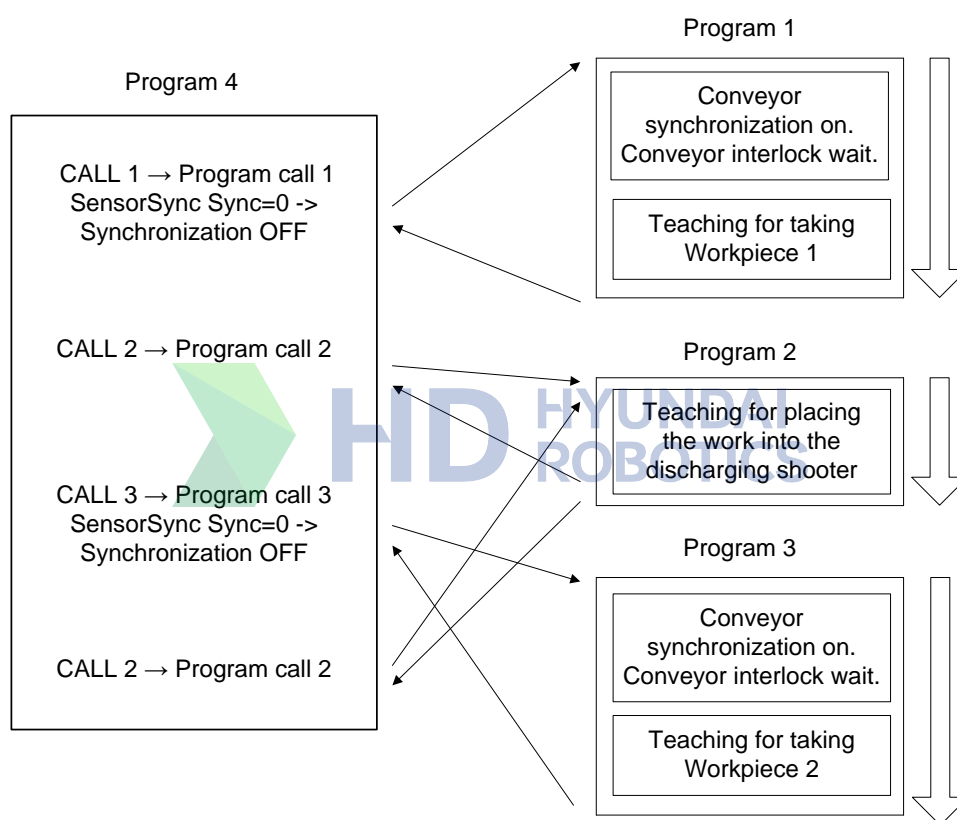 Program 4
CALL 1 → Program call 1
SensorSync Sync=0 ->
Synchronization OFF
CALL 2 → Program call 2
CALL 3 → Program call 3
SensorSync Sync=0 ->
Synchronization OFF
CALL 2 → Program call 2
Program 1
Conveyor
synchronization on.
Conveyor interlock wait.
Teaching for taking
Workpiece 1
Program 2
Teaching for placing
the work into the
discharging shooter
Program 3
Conveyor
synchronization on.
Conveyor interlock wait.
Teaching for taking
Workpiece 2
HD HYUNDAI
ROBOTICS